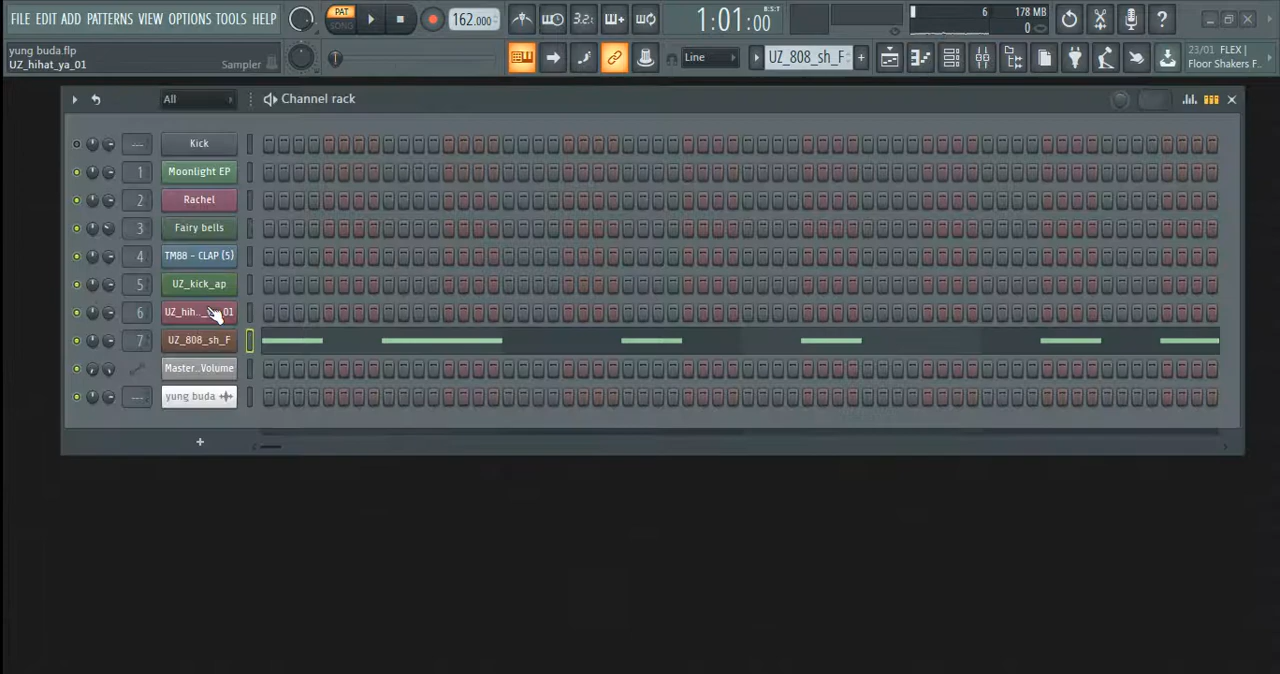 FILE EDIT ADD PATTERNS VIEW OPTIONS TOOLS HELP
PAT
SONG
162.000
3.2.
1:01:00
B:S:T
6
178 MB
0
yung buda.flp
UZ_hihat_ya_01
Sampler
Line
UZ_808_sh_F
+
23/01 FLEX |
Floor Shakers F..
All
Channel rack
--- Kick
1 Moonlight EP
2 Rachel
3 Fairy bells
4 TM88 - CLAP (5)
5 UZ_kick_ap
6 UZ_hih.._01
7 UZ_808_sh_F
Master..Volume
--- yung buda
+